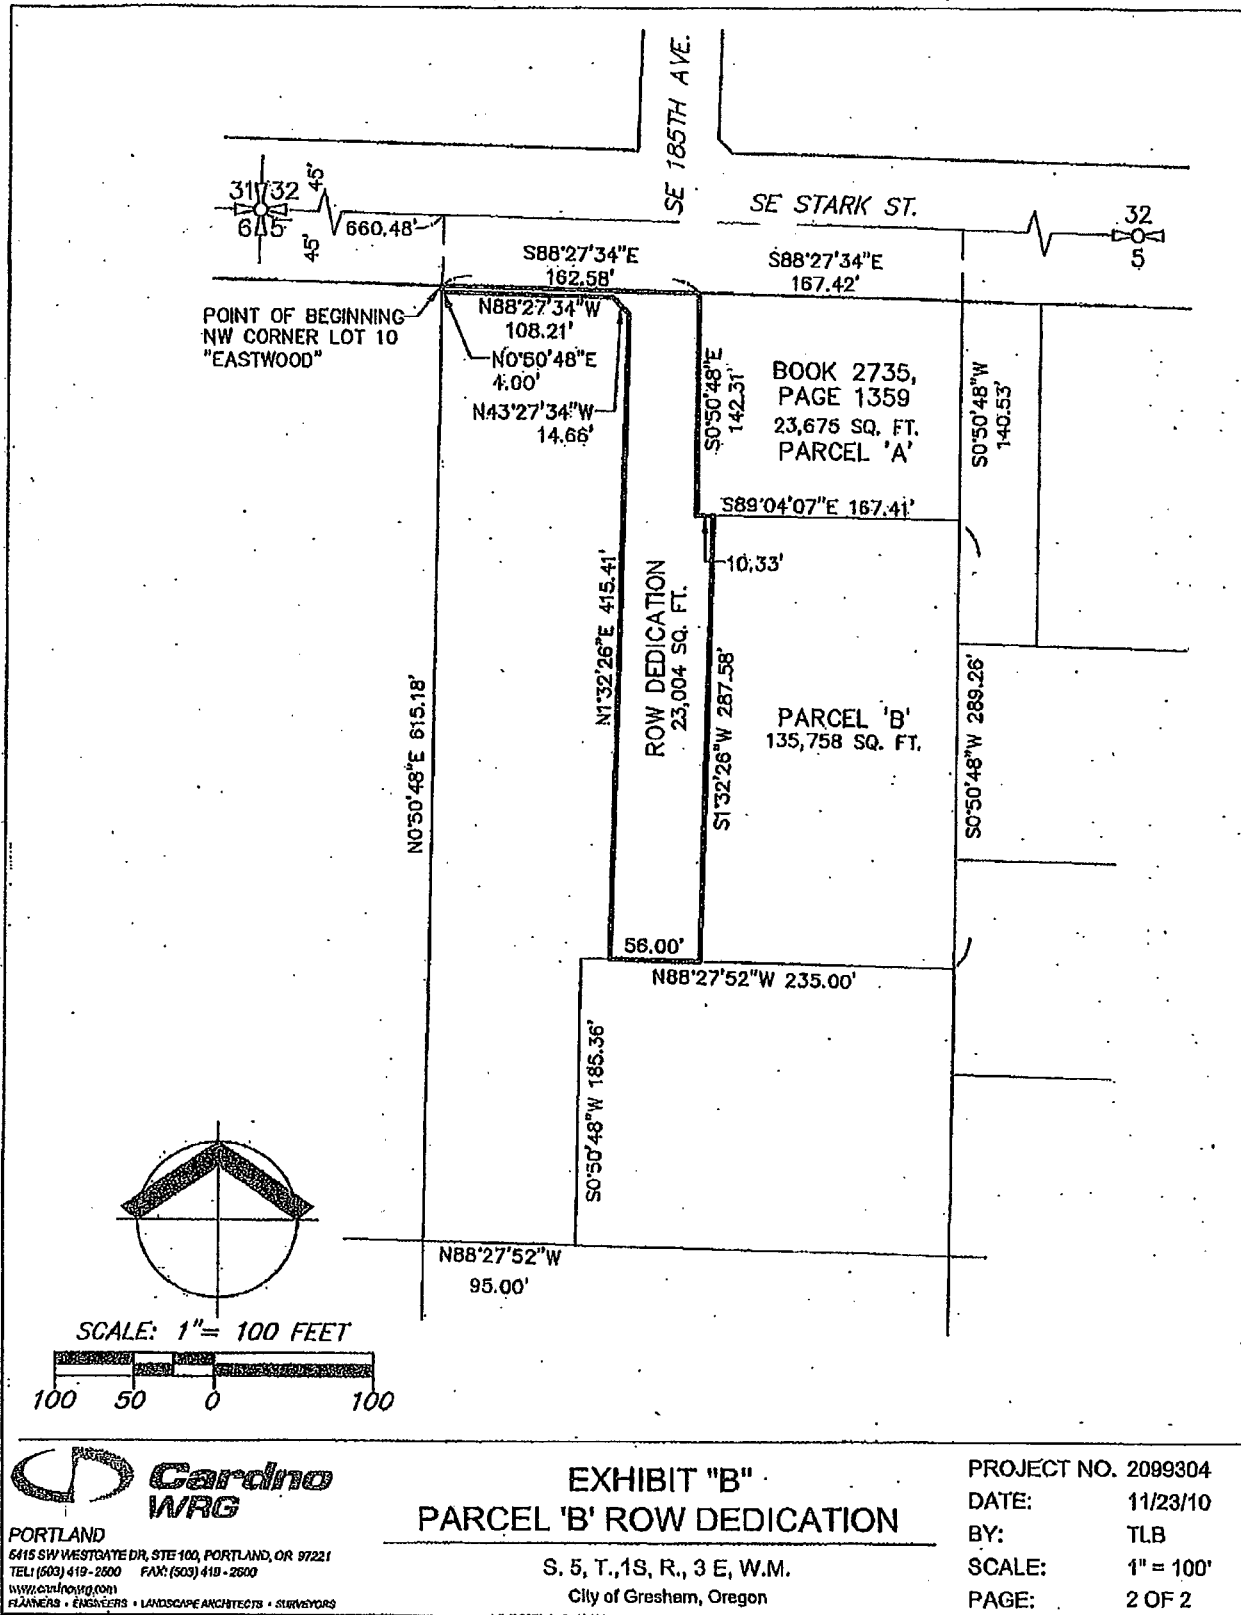 SE 185TH AVE.
SE STARK ST.
31 32
6 5
45'
45'
660.48'
32
5
S88°27'34"E
162.58'
S88°27'34"E
167.42'
POINT OF BEGINNING
NW CORNER LOT 10
"EASTWOOD"
N88°27'34"W
108.21'
N0°50'48"E
4.00'
N43°27'34"W
14.66'
S0°50'48"E
142.31'
BOOK 2735,
PAGE 1359
23,675 SQ. FT.
PARCEL 'A'
S0°50'48"W
140.53'
S89°04'07"E 167.41'
10.33'
N1°32'26"E 415.41'
ROW DEDICATION
23,004 SQ. FT.
S1°32'26"W 287.58'
PARCEL 'B'
135,758 SQ. FT.
S0°50'48"W 289.26'
N0°50'48"E 615.18'
56.00'
N88°27'52"W 235.00'
S0°50'48"W 185.36'
N88°27'52"W
95.00'
SCALE: 1"= 100 FEET
100 50 0 100
Cardno
WRG
PORTLAND
5415 SW WESTGATE DR, STE 100, PORTLAND, OR 97221
TEL: (503) 419-2500 FAX: (503) 419-2600
www.cardnowrg.com
PLANNERS • ENGINEERS • LANDSCAPE ARCHITECTS • SURVEYORS
EXHIBIT "B"
PARCEL 'B' ROW DEDICATION
S. 5, T.,1S, R., 3 E, W.M.
City of Gresham, Oregon
PROJECT NO. 2099304
DATE: 11/23/10
BY: TLB
SCALE: 1" = 100'
PAGE: 2 OF 2